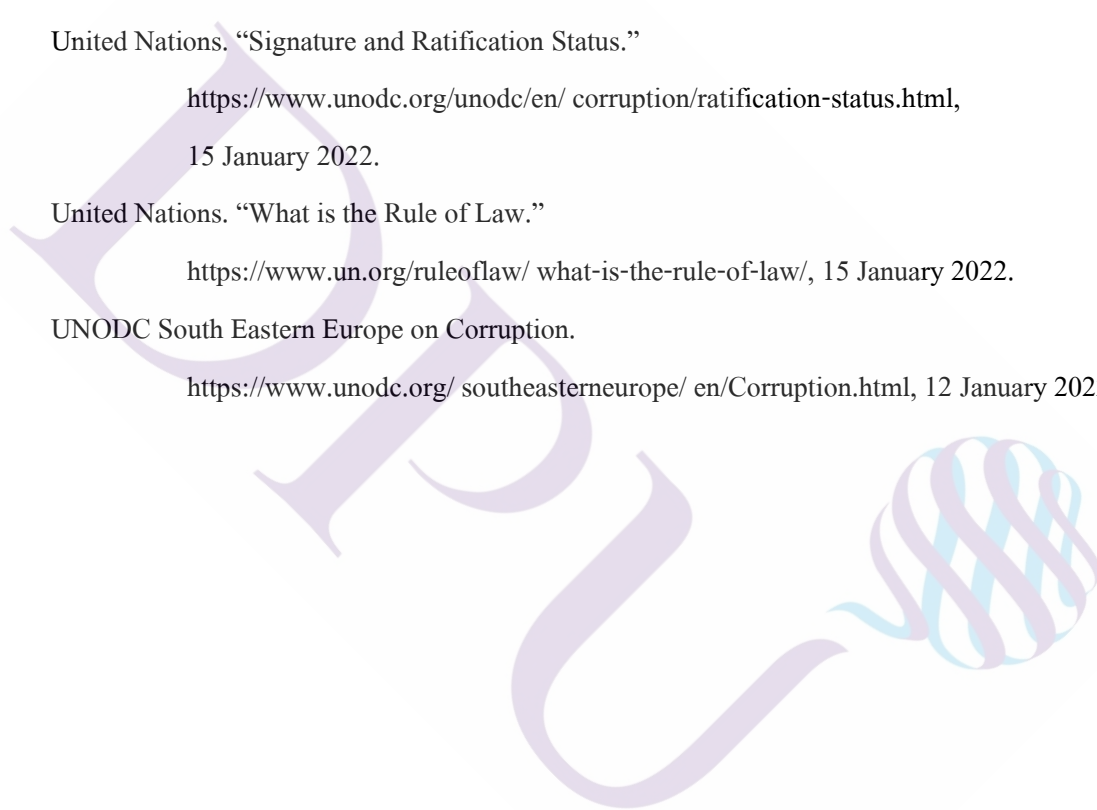 United Nations. “Signature and Ratification Status.”
https://www.unodc.org/unodc/en/ corruption/ratification-status.html,
15 January 2022.
United Nations. “What is the Rule of Law.”
https://www.un.org/ruleoflaw/ what-is-the-rule-of-law/, 15 January 2022.
UNODC South Eastern Europe on Corruption.
https://www.unodc.org/ southeasterneurope/ en/Corruption.html, 12 January
DPU